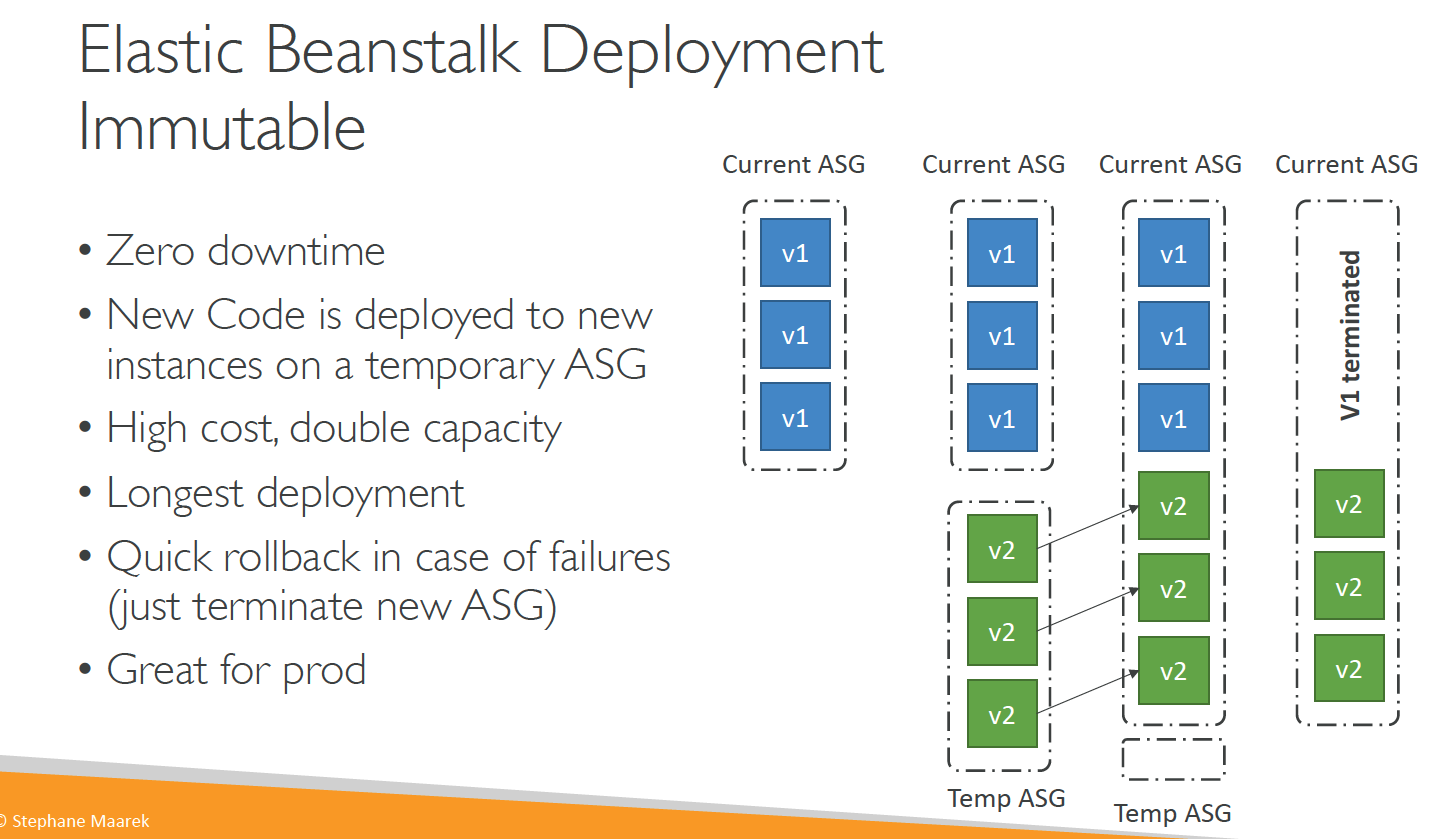 Elastic Beanstalk Deployment
Immutable
• Zero downtime
• New Code is deployed to new
instances on a temporary ASG
• High cost, double capacity
• Longest deployment
• Quick rollback in case of failures
(just terminate new ASG)
• Great for prod
Current ASG
v1
v1
v1
Current ASG
v1
v1
v1
v2
v2
v2
Temp ASG
Current ASG
v1
v1
v1
v2
v2
v2
Temp ASG
Current ASG
V1 terminated
v2
v2
v2
© Stephane Maarek